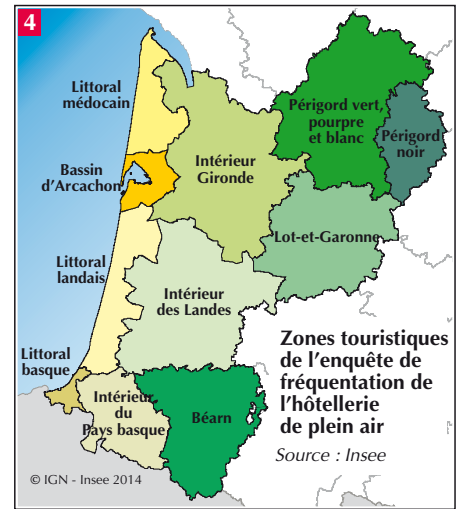 4
Littoral
médocain
Périgord vert,
pourpre
et blanc
Périgord
noir
Bassin
d'Arcachon
Intérieur
Gironde
Lot-et-Garonne
Littoral
landais
Intérieur
des Landes
Littoral
basque
Intérieur
du
Pays basque
Béarn
Zones touristiques
de l'enquête de
fréquentation de
l'hôtellerie
de plein air
Source : Insee
© IGN - Insee 2014